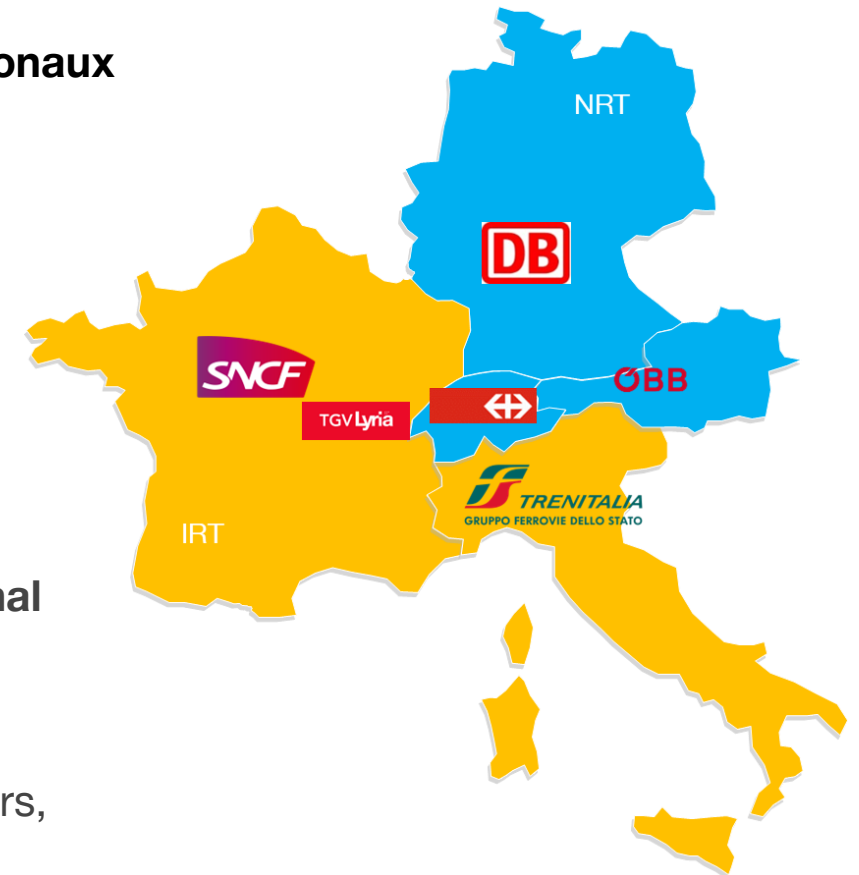 onaux
NRT
DB
SNCF
ÖBB
TGV Lyria
TRENITALIA
GRUPPO FERROVIE DELLO STATO
IRT
nal
rs,